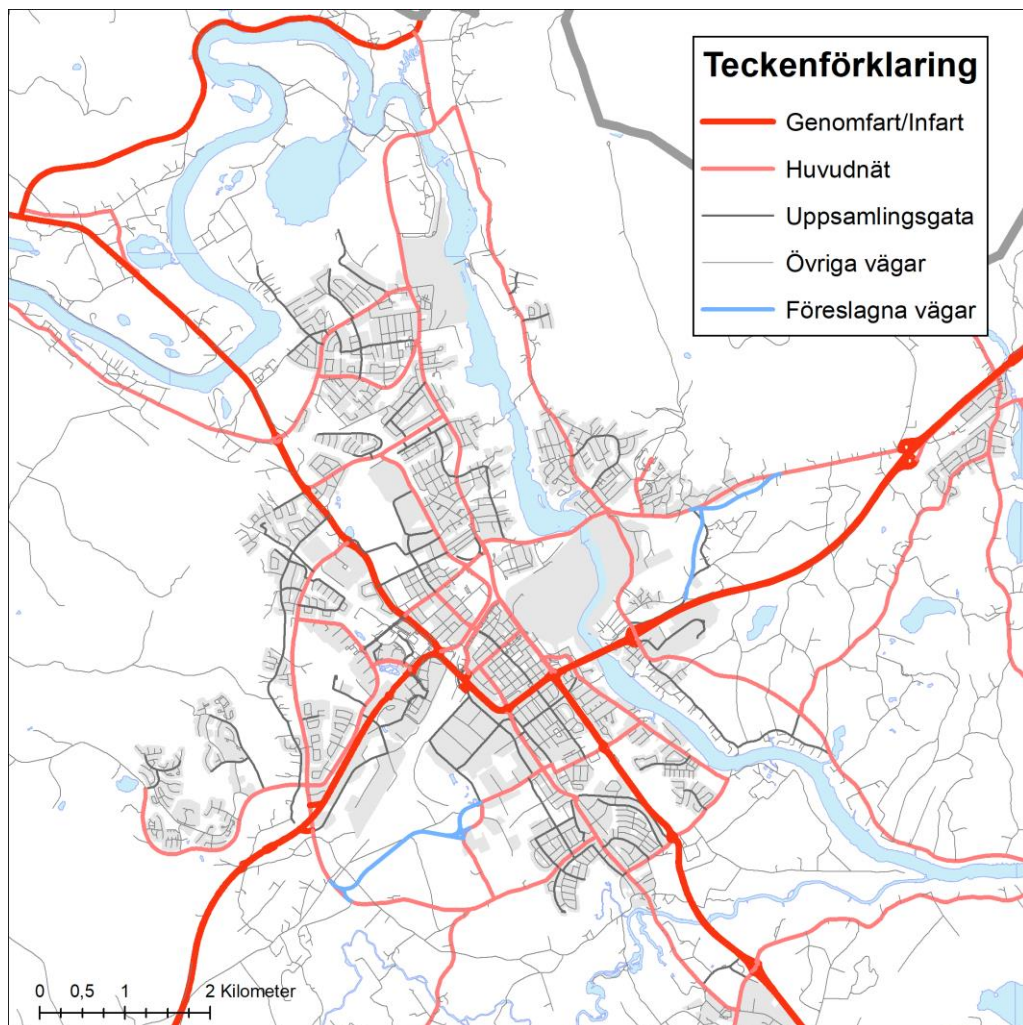 Teckenförklaring
Genomfart/Infart
Huvudnät
Uppsamlingsgata
Övriga vägar
Föreslagna vägar
0 0,5 1 2 Kilometer